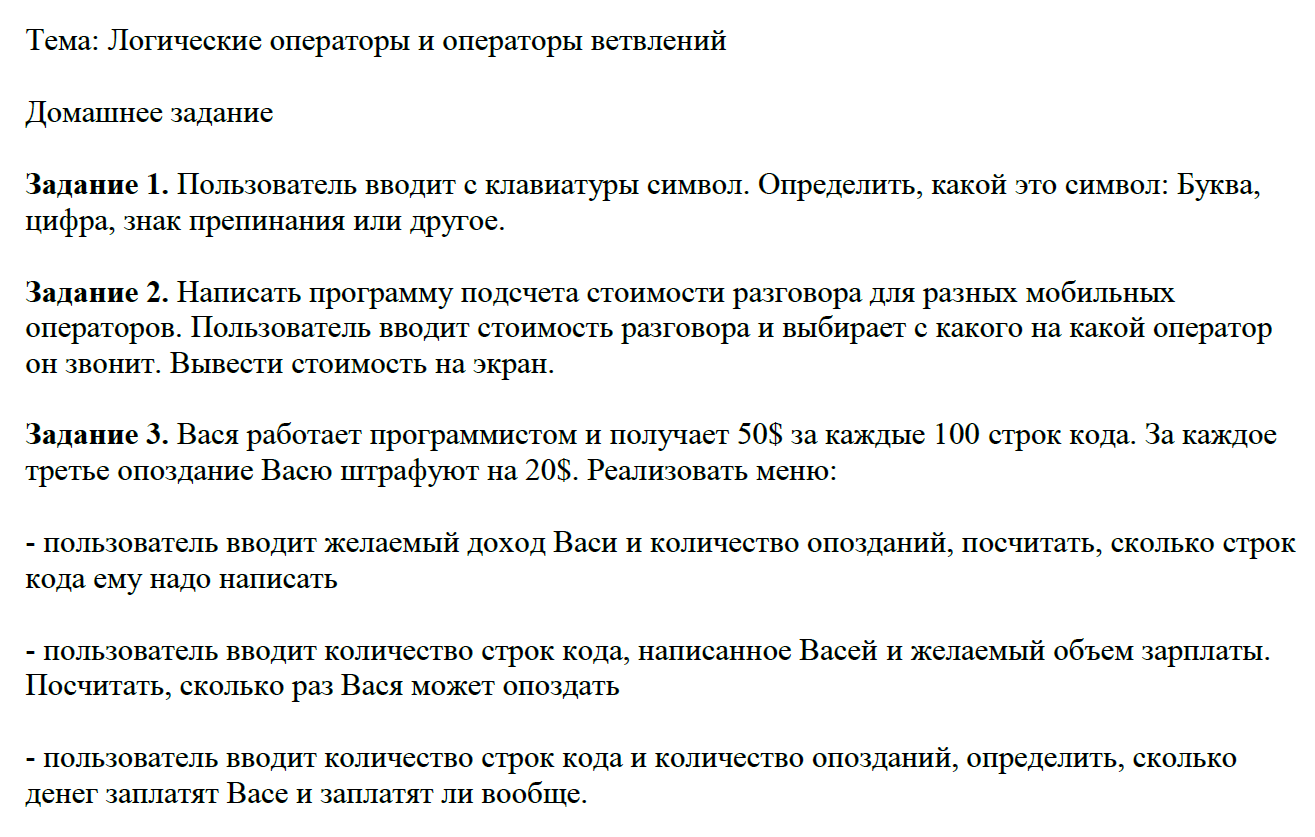 Тема: Логические операторы и операторы ветвлений
Домашнее задание
Задание 1. Пользователь вводит с клавиатуры символ. Определить, какой это символ: Буква,
цифра, знак препинания или другое.
Задание 2. Написать программу подсчета стоимости разговора для разных мобильных
операторов. Пользователь вводит стоимость разговора и выбирает с какого на какой оператор
он звонит. Вывести стоимость на экран.
Задание 3. Вася работает программистом и получает 50$ за каждые 100 строк кода. За каждое
третье опоздание Васю штрафуют на 20$. Реализовать меню:
- пользователь вводит желаемый доход Васи и количество опозданий, посчитать, сколько строк
кода ему надо написать
- пользователь вводит количество строк кода, написанное Васей и желаемый объем зарплаты.
Посчитать, сколько раз Вася может опоздать
- пользователь вводит количество строк кода и количество опозданий, определить, сколько
денег заплатят Васе и заплатят ли вообще.